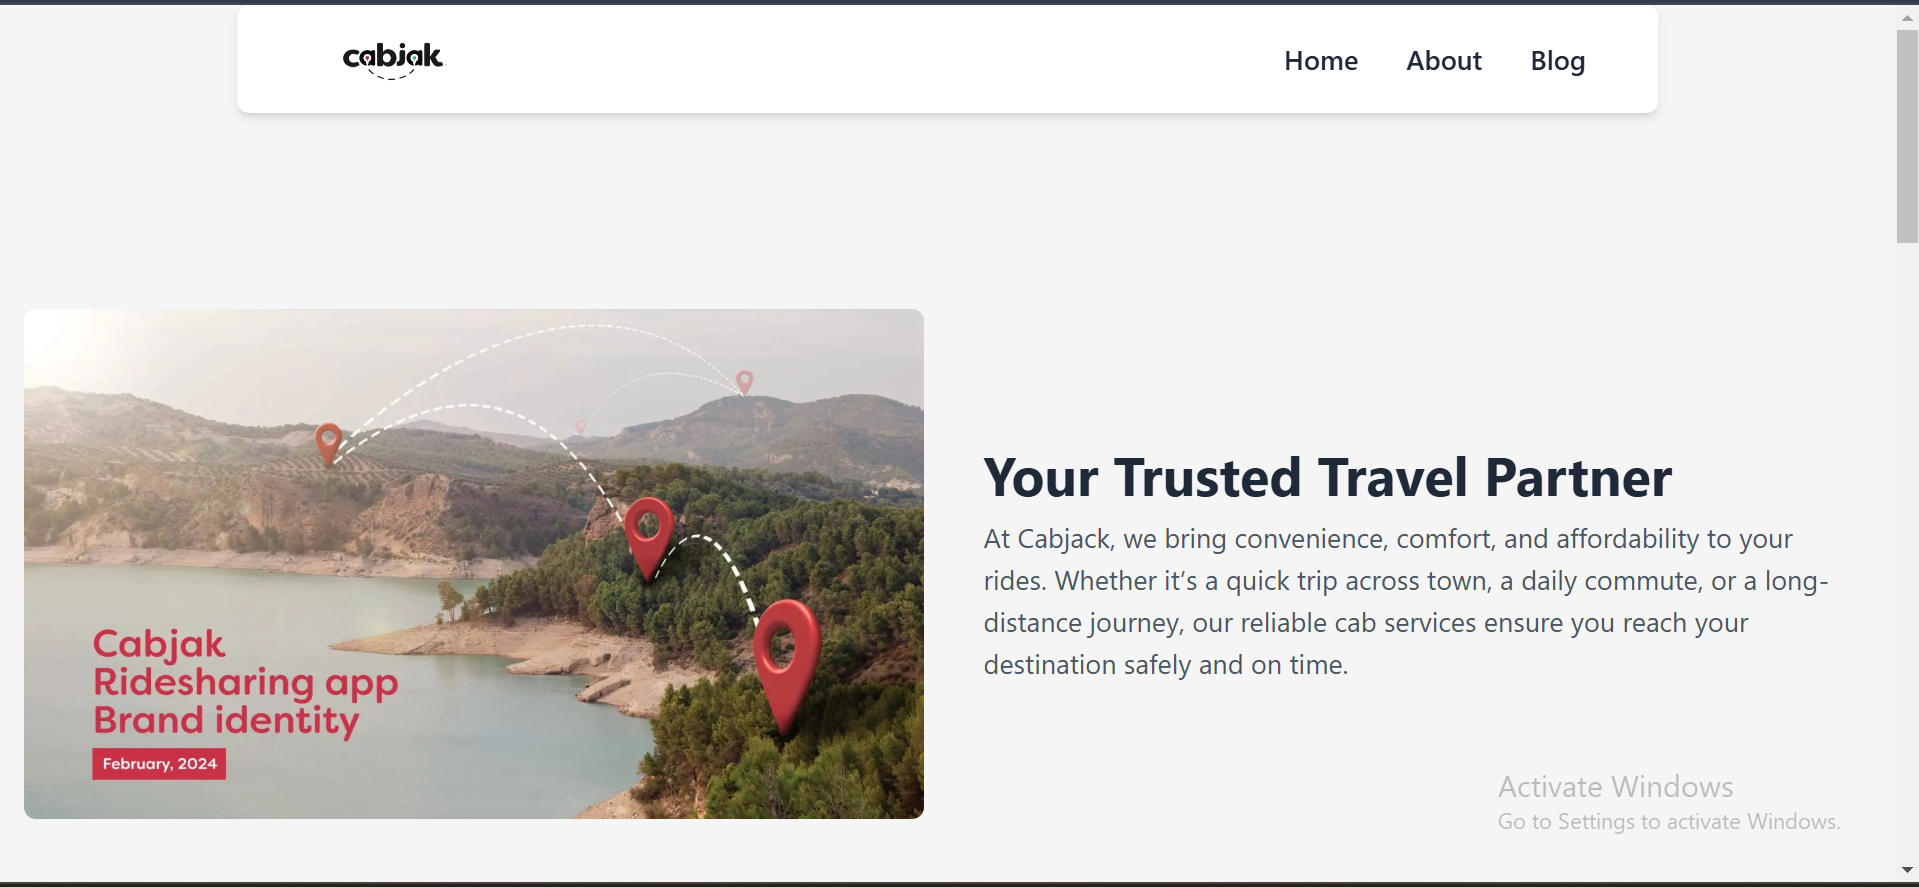 cabjak
Home About Blog
Cabjak
Ridesharing app
Brand identity
February, 2024
Your Trusted Travel Partner
At Cabjack, we bring convenience, comfort, and affordability to your
rides. Whether it’s a quick trip across town, a daily commute, or a long-
distance journey, our reliable cab services ensure you reach your
destination safely and on time.
Activate Windows
Go to Settings to activate Windows.